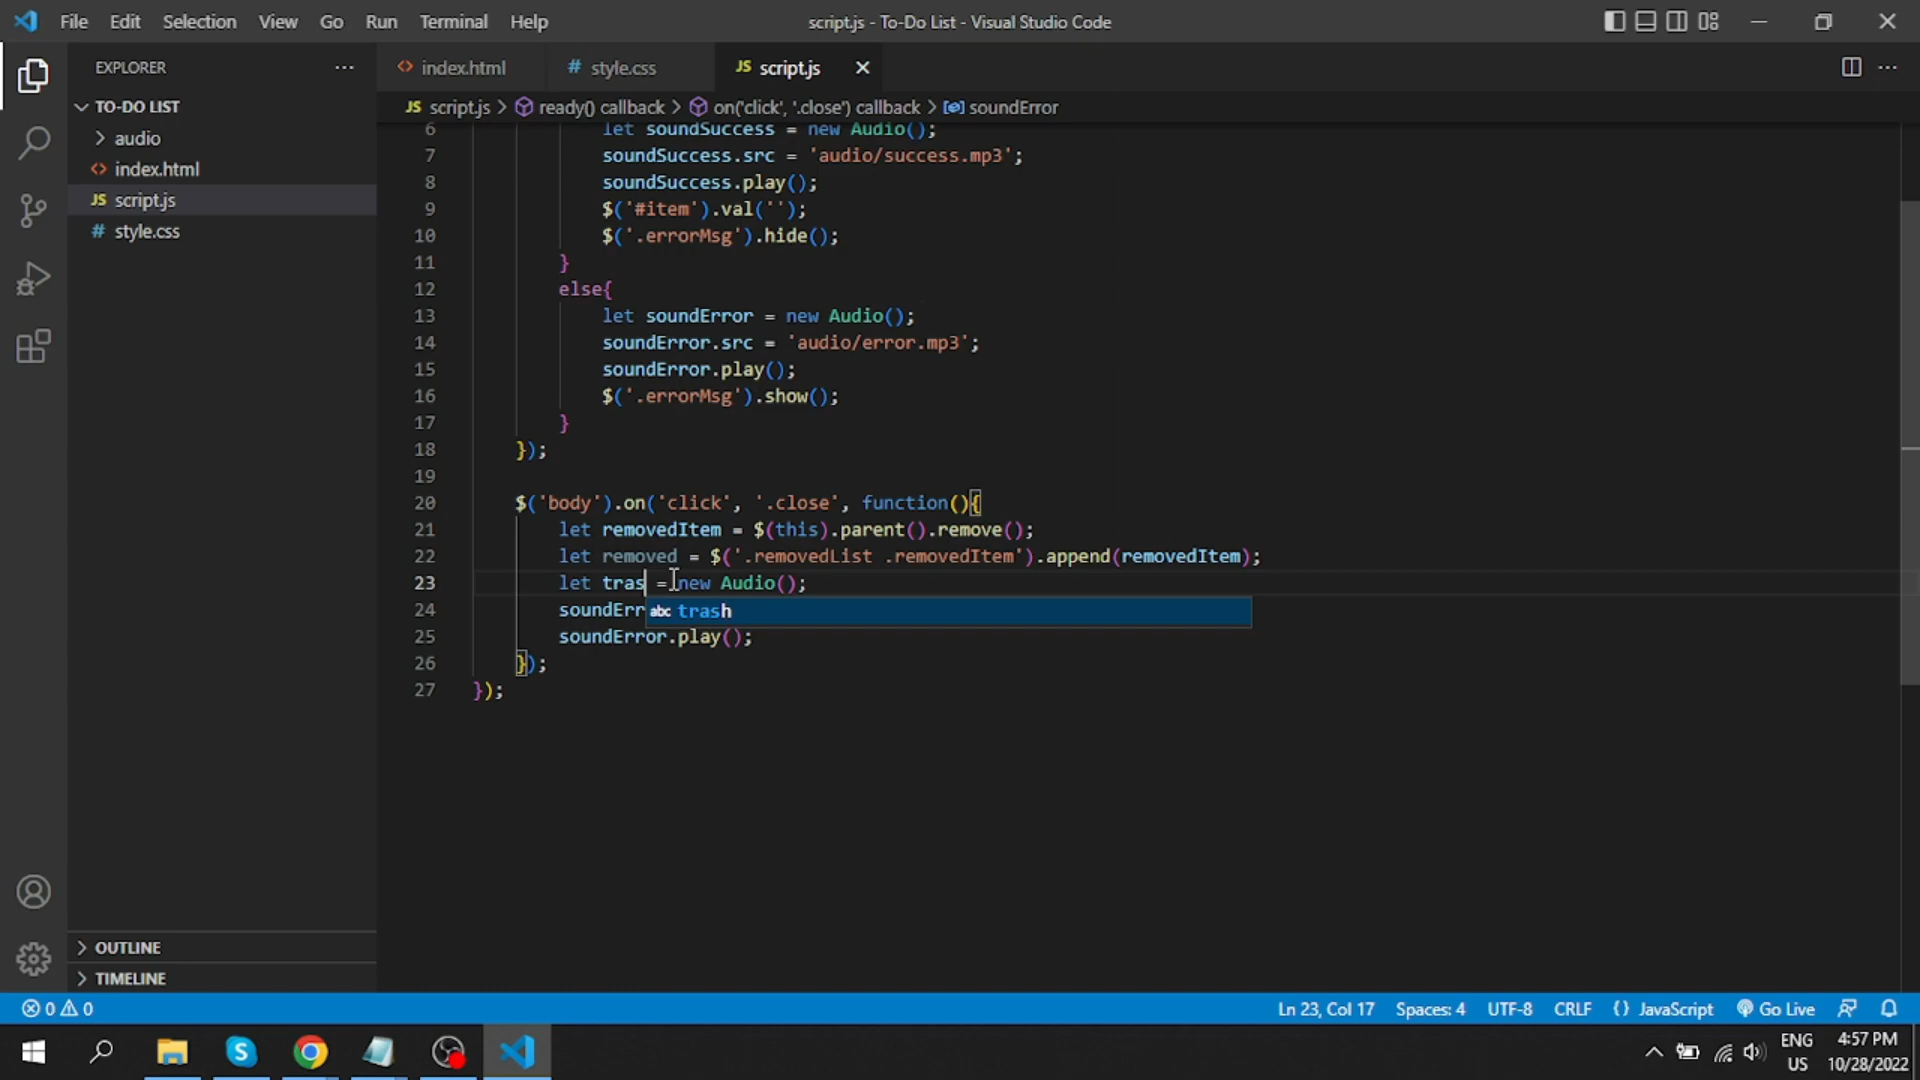 File Edit Selection View Go Run Terminal Help
script.js - To-Do List - Visual Studio Code
EXPLORER
TO-DO LIST
audio
index.html
JS script.js
# style.css
OUTLINE
TIMELINE
index.html
# style.css
JS script.js
JS script.js > ready() callback > on('click', '.close') callback > soundError
6 let soundSuccess = new Audio();
7 soundSuccess.src = 'audio/success.mp3';
8 soundSuccess.play();
9 $('#item').val('');
10 $('.errorMsg').hide();
11 }
12 else{
13 let soundError = new Audio();
14 soundError.src = 'audio/error.mp3';
15 soundError.play();
16 $('.errorMsg').show();
17 }
18 });
19
20 $('body').on('click', '.close', function(){
21 let removedItem = $(this).parent().remove();
22 let removed = $('.removedList .removedItem').append(removedItem);
23 let tras = new Audio();
24 soundErr
abc trash
25 soundError.play();
26 });
27 });
0 0
Ln 23, Col 17 Spaces: 4 UTF-8 CRLF {} JavaScript Go Live
ENG
US
4:57 PM
10/28/2022